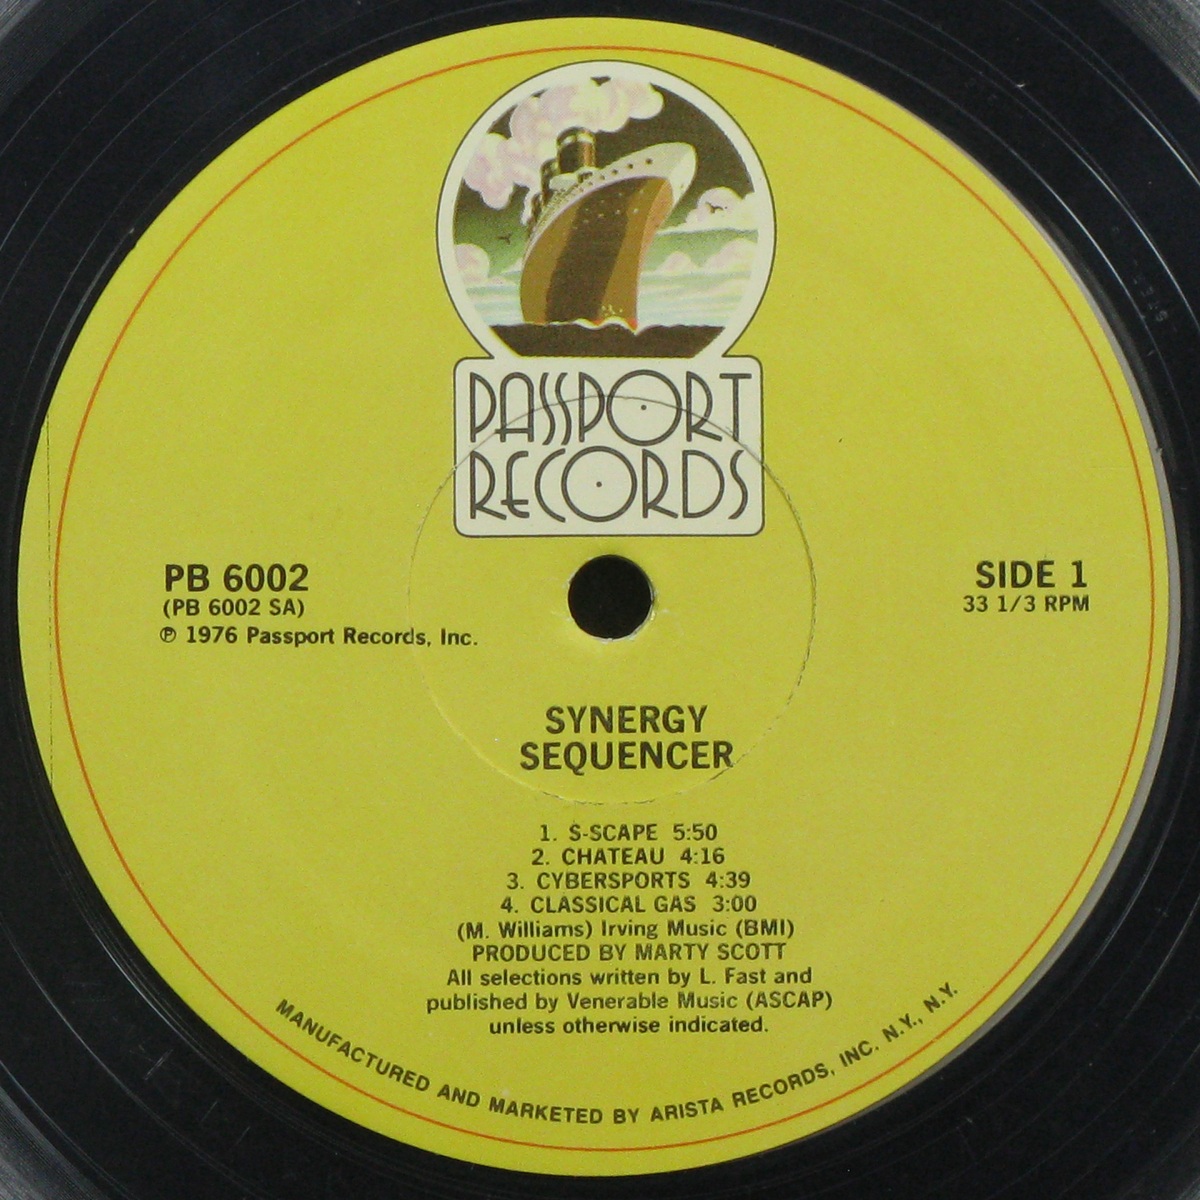 PASSPORT
RECORDS
PB 6002
(PB 6002 SA)
℗ 1976 Passport Records, Inc.
SIDE 1
33 1/3 RPM
SYNERGY
SEQUENCER
1. S-SCAPE 5:50
2. CHATEAU 4:16
3. CYBERSPORTS 4:39
4. CLASSICAL GAS 3:00
(M. Williams) Irving Music (BMI)
PRODUCED BY MARTY SCOTT
All selections written by L. Fast and
published by Venerable Music (ASCAP)
unless otherwise indicated.
MANUFACTURED AND MARKETED BY ARISTA RECORDS, INC. N.Y., N.Y.